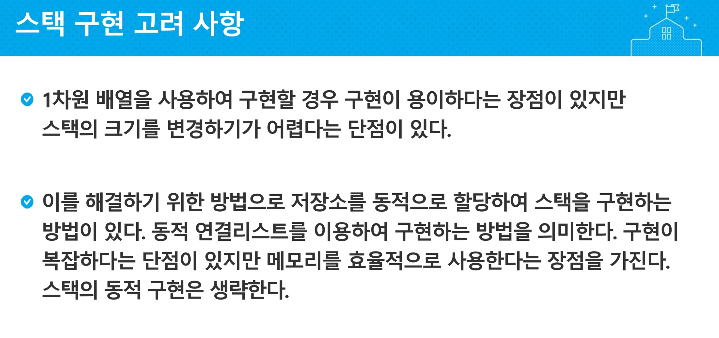 스택 구현 고려 사항
1차원 배열을 사용하여 구현할 경우 구현이 용이하다는 장점이 있지만
스택의 크기를 변경하기가 어렵다는 단점이 있다.
이를 해결하기 위한 방법으로 저장소를 동적으로 할당하여 스택을 구현하는
방법이 있다. 동적 연결리스트를 이용하여 구현하는 방법을 의미한다. 구현이
복잡하다는 단점이 있지만 메모리를 효율적으로 사용한다는 장점을 가진다.
스택의 동적 구현은 생략한다.